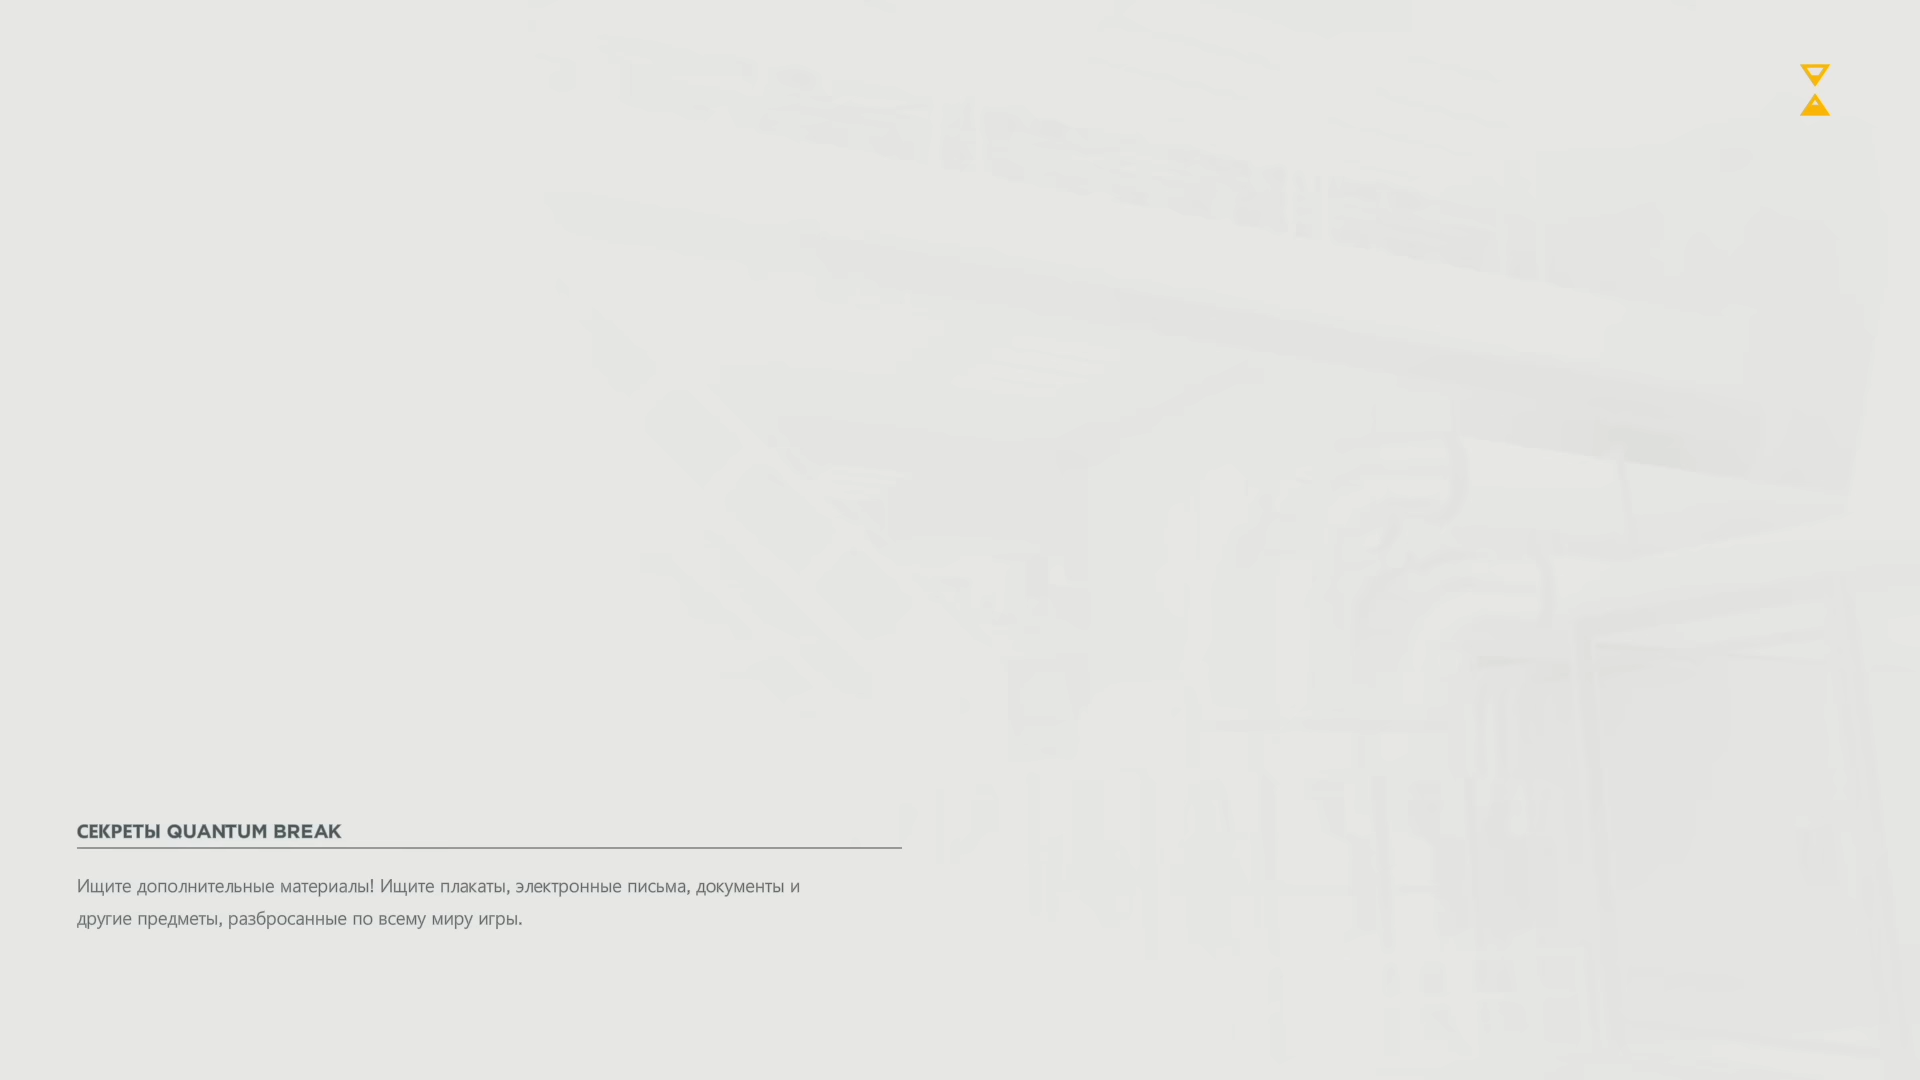 СЕКРЕТЫ QUANTUM BREAK
Ищите дополнительные материалы! Ищите плакаты, электронные письма, документы и
другие предметы, разбросанные по всему миру игры.